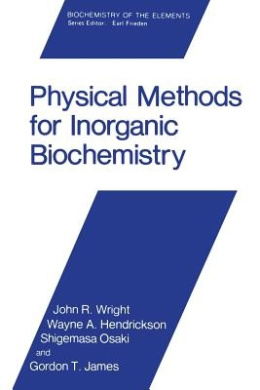 BIOCHEMISTRY OF THE ELEMENTS
Series Editor: Earl Frieden
Physical Methods
for Inorganic
Biochemistry
John R. Wright
Wayne A. Hendrickson
Shigemasa Osaki
and
Gordon T. James